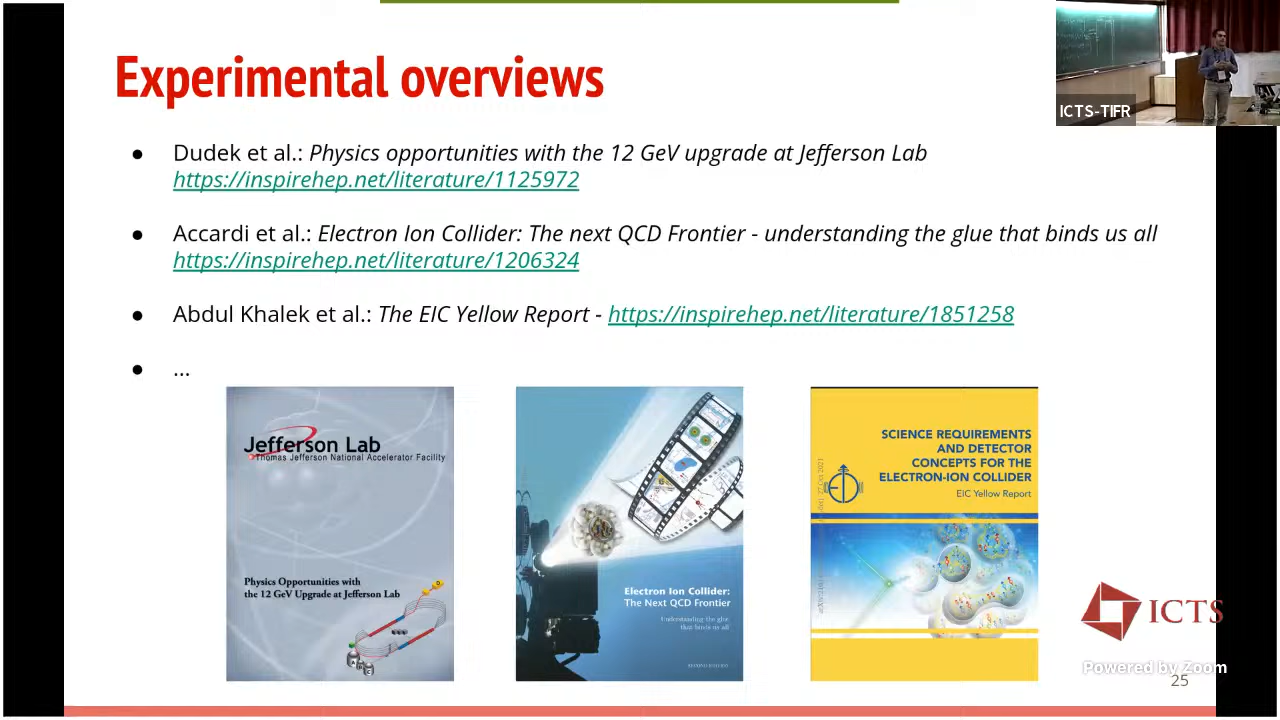 Experimental overviews
ICTS-TIFR
● Dudek et al.: Physics opportunities with the 12 GeV upgrade at Jefferson Lab
https://inspirehep.net/literature/1125972
● Accardi et al.: Electron Ion Collider: The next QCD Frontier - understanding the glue that binds us all
https://inspirehep.net/literature/1206324
● Abdul Khalek et al.: The EIC Yellow Report - https://inspirehep.net/literature/1851258
● ...
Jefferson Lab
Thomas Jefferson National Accelerator Facility
Physics Opportunities with
the 12 GeV Upgrade at Jefferson Lab
Electron Ion Collider:
The Next QCD Frontier
Understanding the glue
that binds us all
SECOND EDITION
SCIENCE REQUIREMENTS
AND DETECTOR
CONCEPTS FOR THE
ELECTRON-ION COLLIDER
EIC Yellow Report
ICTS
Powered by Zoom
25